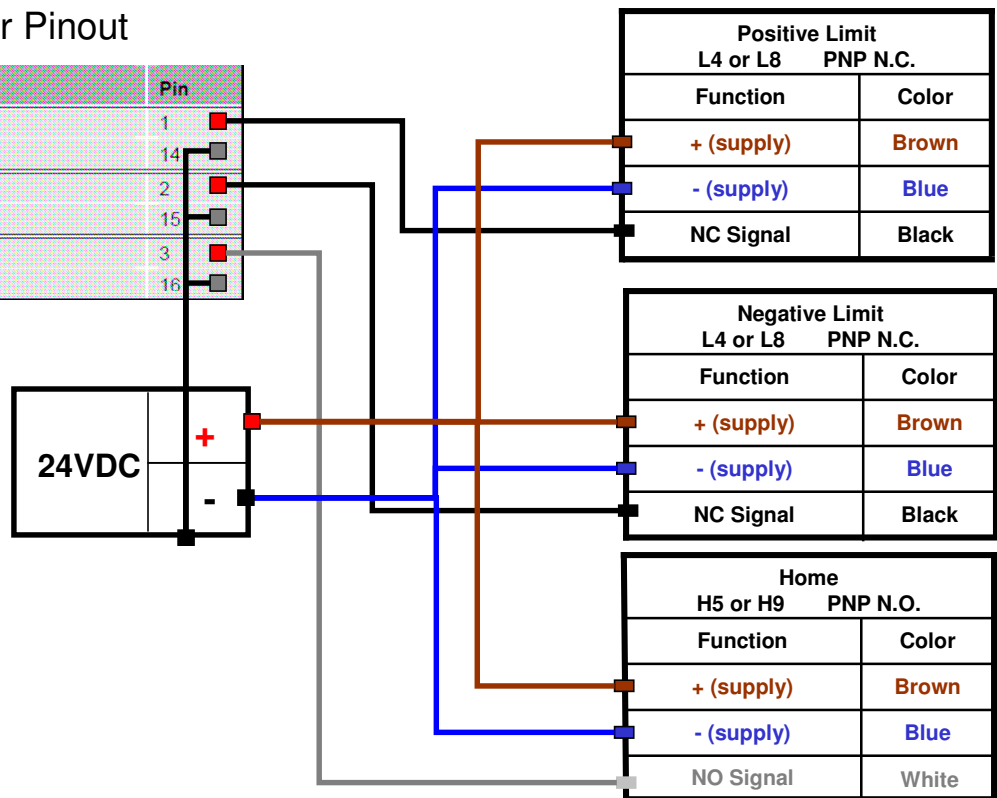 r Pinout
Pin
1
14
2
15
3
16
24VDC
+
-
Positive Limit
L4 or L8 PNP N.C.
Function Color
+ (supply) Brown
- (supply) Blue
NC Signal Black
Negative Limit
L4 or L8 PNP N.C.
Function Color
+ (supply) Brown
- (supply) Blue
NC Signal Black
Home
H5 or H9 PNP N.O.
Function Color
+ (supply) Brown
- (supply) Blue
NO Signal White